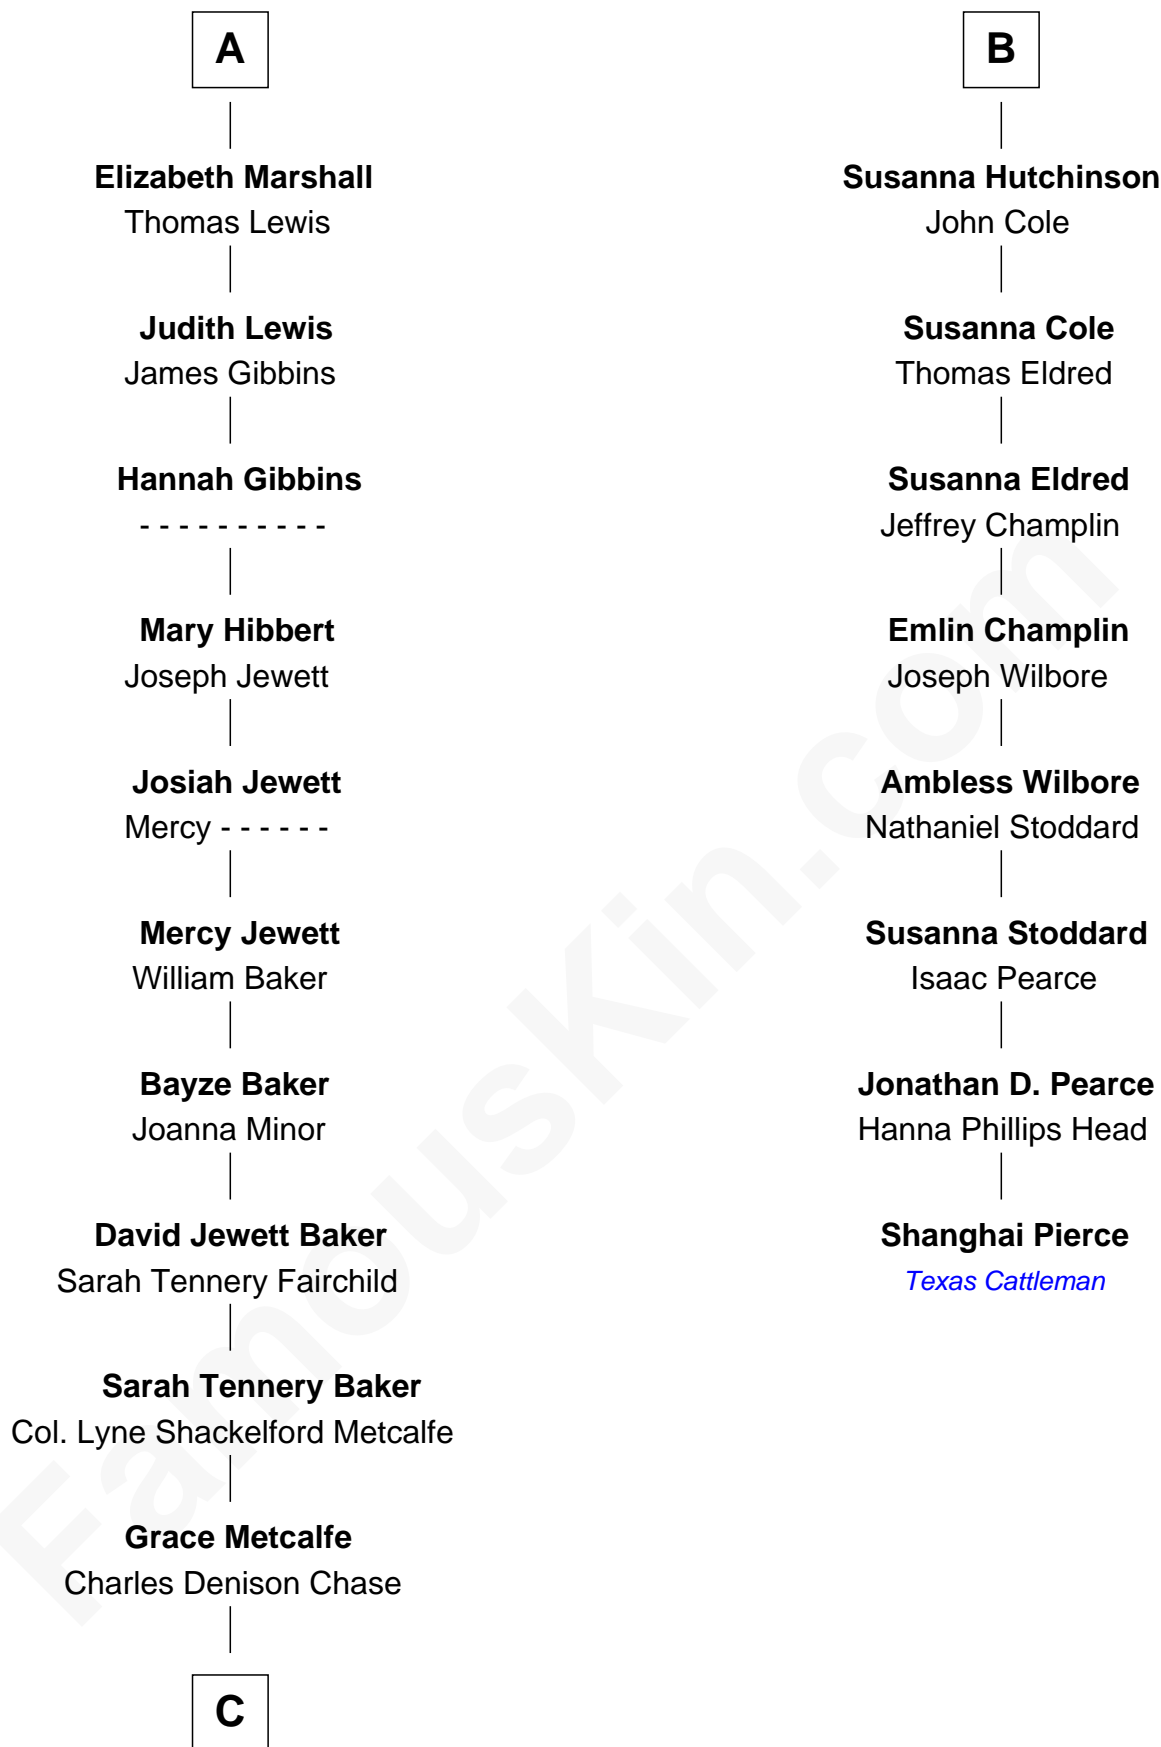 A
Elizabeth Marshall
Thomas Lewis
Judith Lewis
James Gibbins
Hannah Gibbins
- - - - - - - - - -
Mary Hibbert
Joseph Jewett
Josiah Jewett
Mercy - - - - - -
Mercy Jewett
William Baker
Bayze Baker
Joanna Minor
David Jewett Baker
Sarah Tennery Fairchild
Sarah Tennery Baker
Col. Lyne Shackelford Metcalfe
Grace Metcalfe
Charles Denison Chase
C
B
Susanna Hutchinson
John Cole
Susanna Cole
Thomas Eldred
Susanna Eldred
Jeffrey Champlin
Emlin Champlin
Joseph Wilbore
Ambless Wilbore
Nathaniel Stoddard
Susanna Stoddard
Isaac Pearce
Jonathan D. Pearce
Hanna Phillips Head
Shanghai Pierce
Texas Cattleman
FamousKin.com